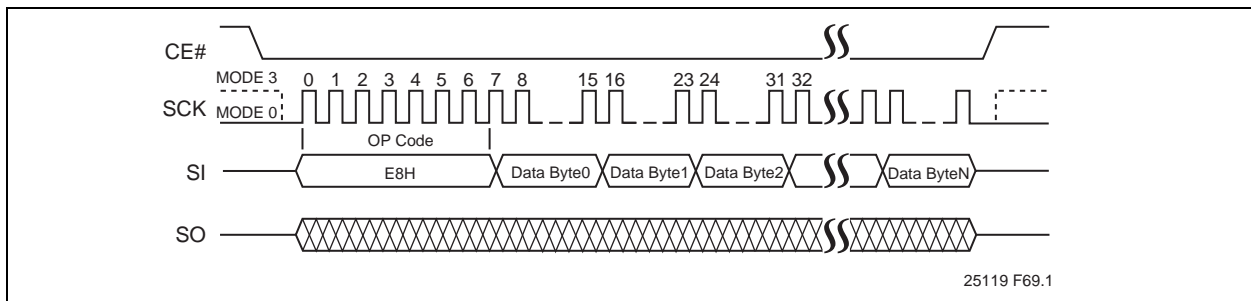 CE#
MODE 3 0 1 2 3 4 5 6 7 8 15 16 23 24 31 32
SCK MODE 0
OP Code
SI E8H Data Byte0 Data Byte1 Data Byte2 Data ByteN
SO
25119 F69.1